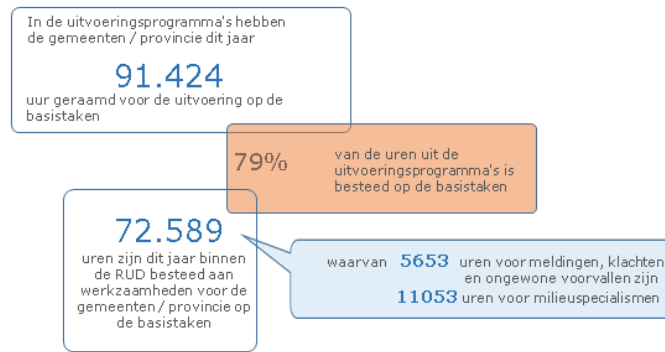 In de uitvoeringsprogramma's hebben
de gemeenten / provincie dit jaar
91.424
uur geraamd voor de uitvoering op de
basistaken
79%
van de uren uit de
uitvoeringsprogramma's is
besteed op de basistaken
72.589
uren zijn dit jaar binnen
de RUD besteed aan
werkzaamheden voor de
gemeenten / provincie op
de basistaken
waarvan 5653 uren voor meldingen, klachten
en ongewone voorvallen zijn
11053 uren voor milieuspecialismen